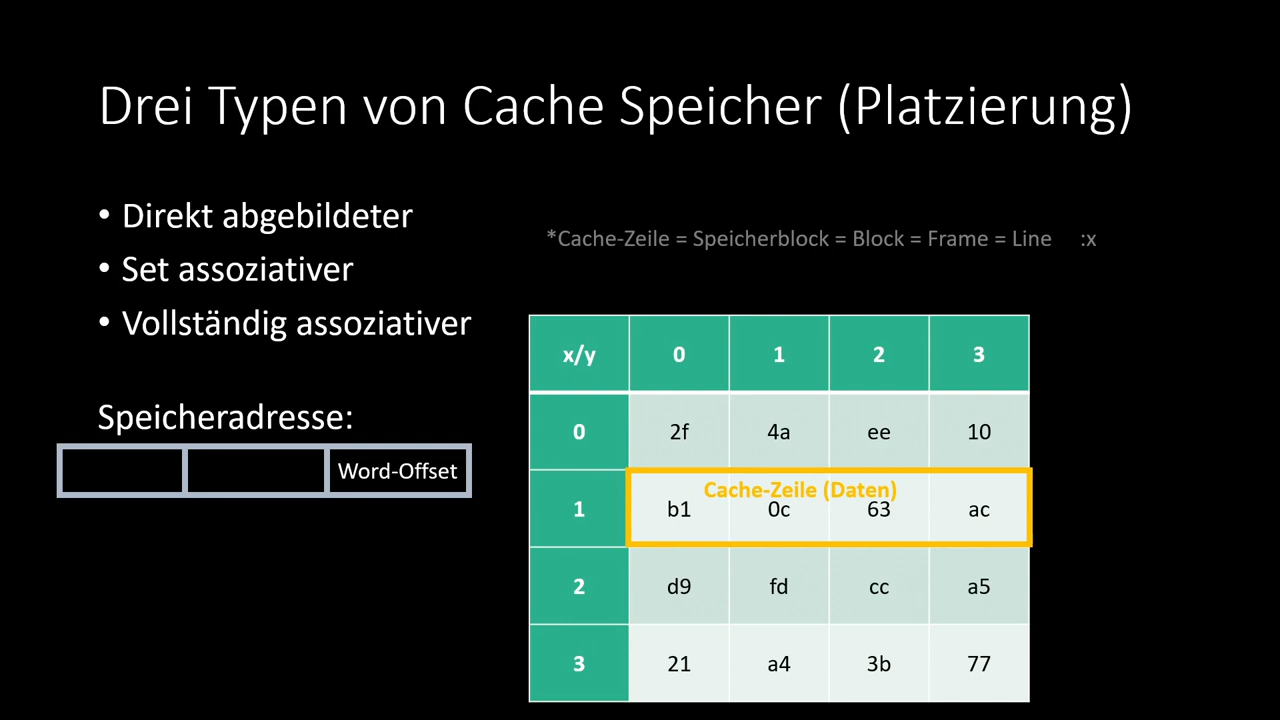 Drei Typen von Cache Speicher (Platzierung)
• Direkt abgebildeter
• Set assoziativer
• Vollständig assoziativer
Speicheradresse:
Word-Offset
*Cache-Zeile = Speicherblock = Block = Frame = Line :x
x/y 0 1 2 3
0 2f 4a ee 10
Cache-Zeile (Daten)
1 b1 0c 63 ac
2 d9 fd cc a5
3 21 a4 3b 77